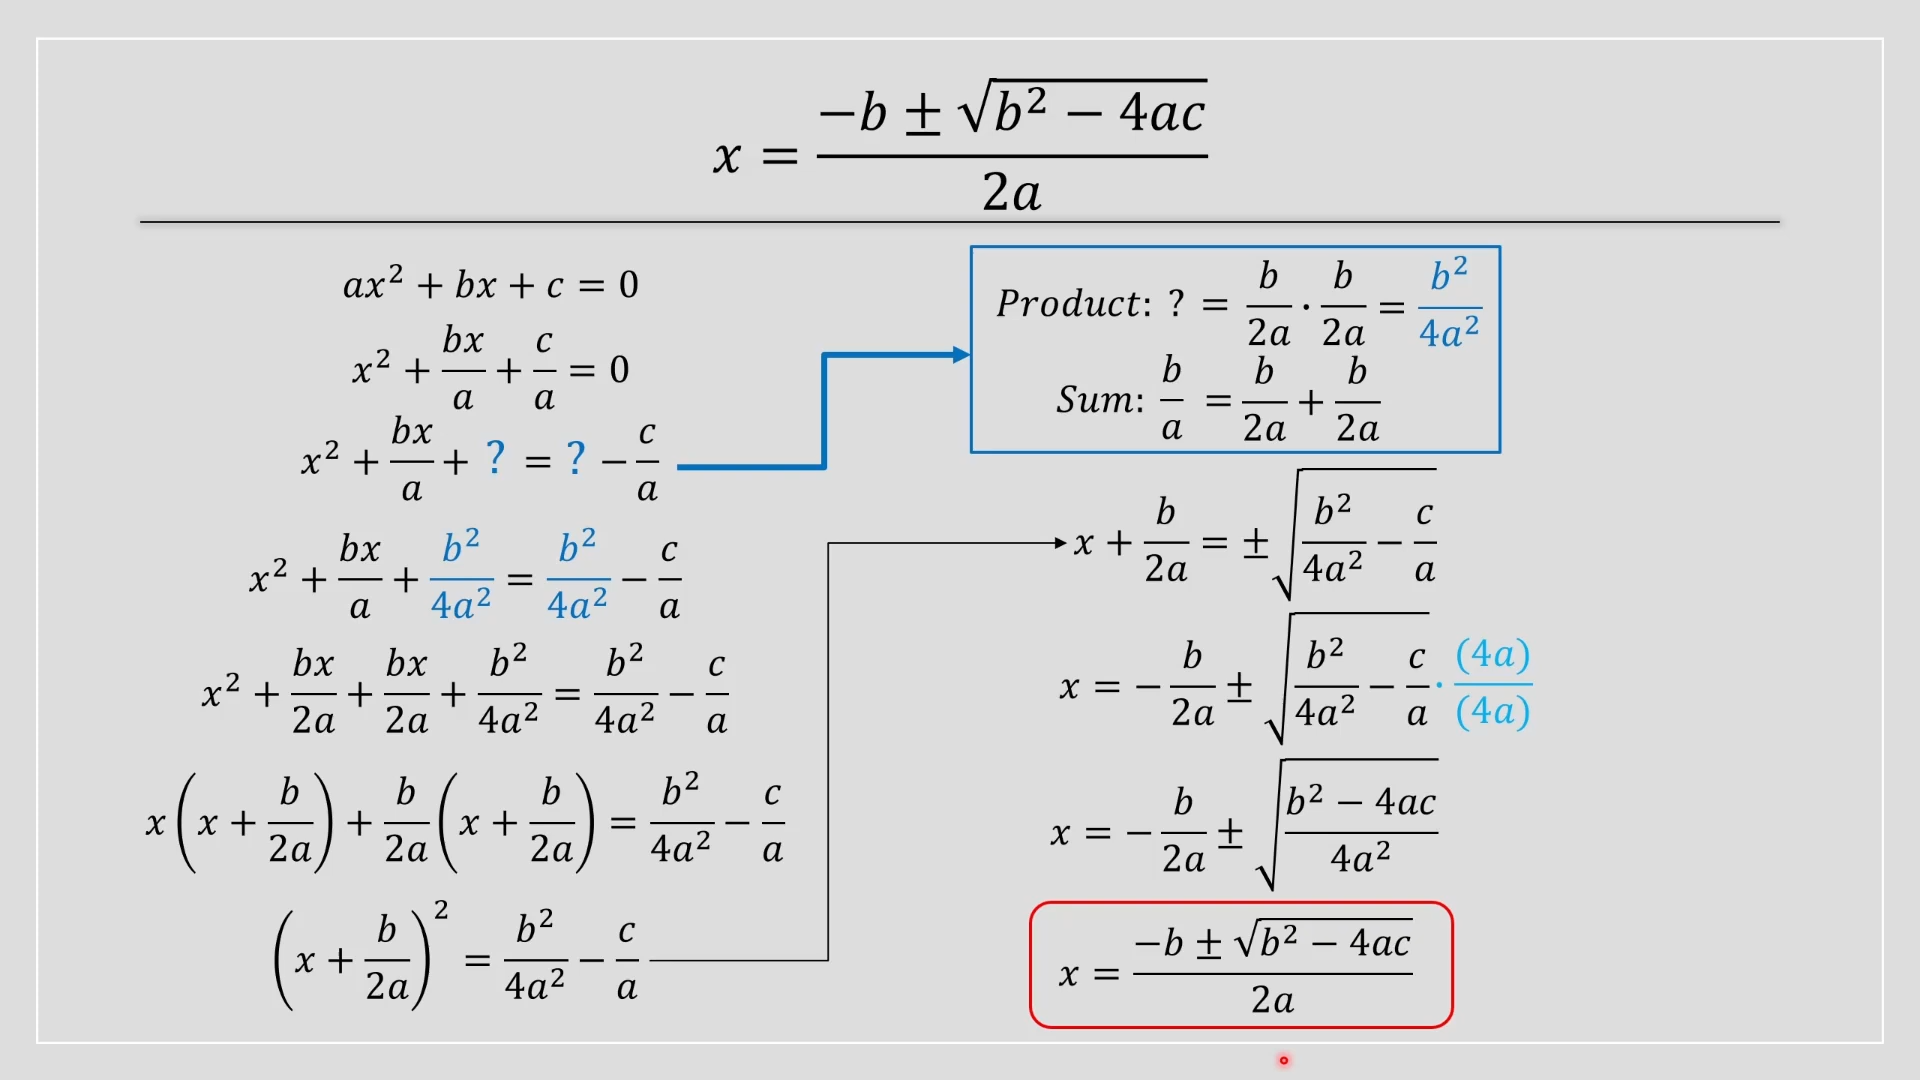 x = (−b ± √(b² − 4ac)) / 2a
ax² + bx + c = 0
x² + bx/a + c/a = 0
x² + bx/a + ? = ? − c/a
x² + bx/a + b²/4a² = b²/4a² − c/a
x² + bx/2a + bx/2a + b²/4a² = b²/4a² − c/a
x(x + b/2a) + b/2a(x + b/2a) = b²/4a² − c/a
(x + b/2a)² = b²/4a² − c/a
Product: ? = b/2a · b/2a = b²/4a²
Sum: b/a = b/2a + b/2a
x + b/2a = ± √(b²/4a² − c/a)
x = − b/2a ± √(b²/4a² − c/a) · (4a)/(4a)
x = − b/2a ± √((b² − 4ac)/4a²)
x = (−b ± √(b² − 4ac)) / 2a